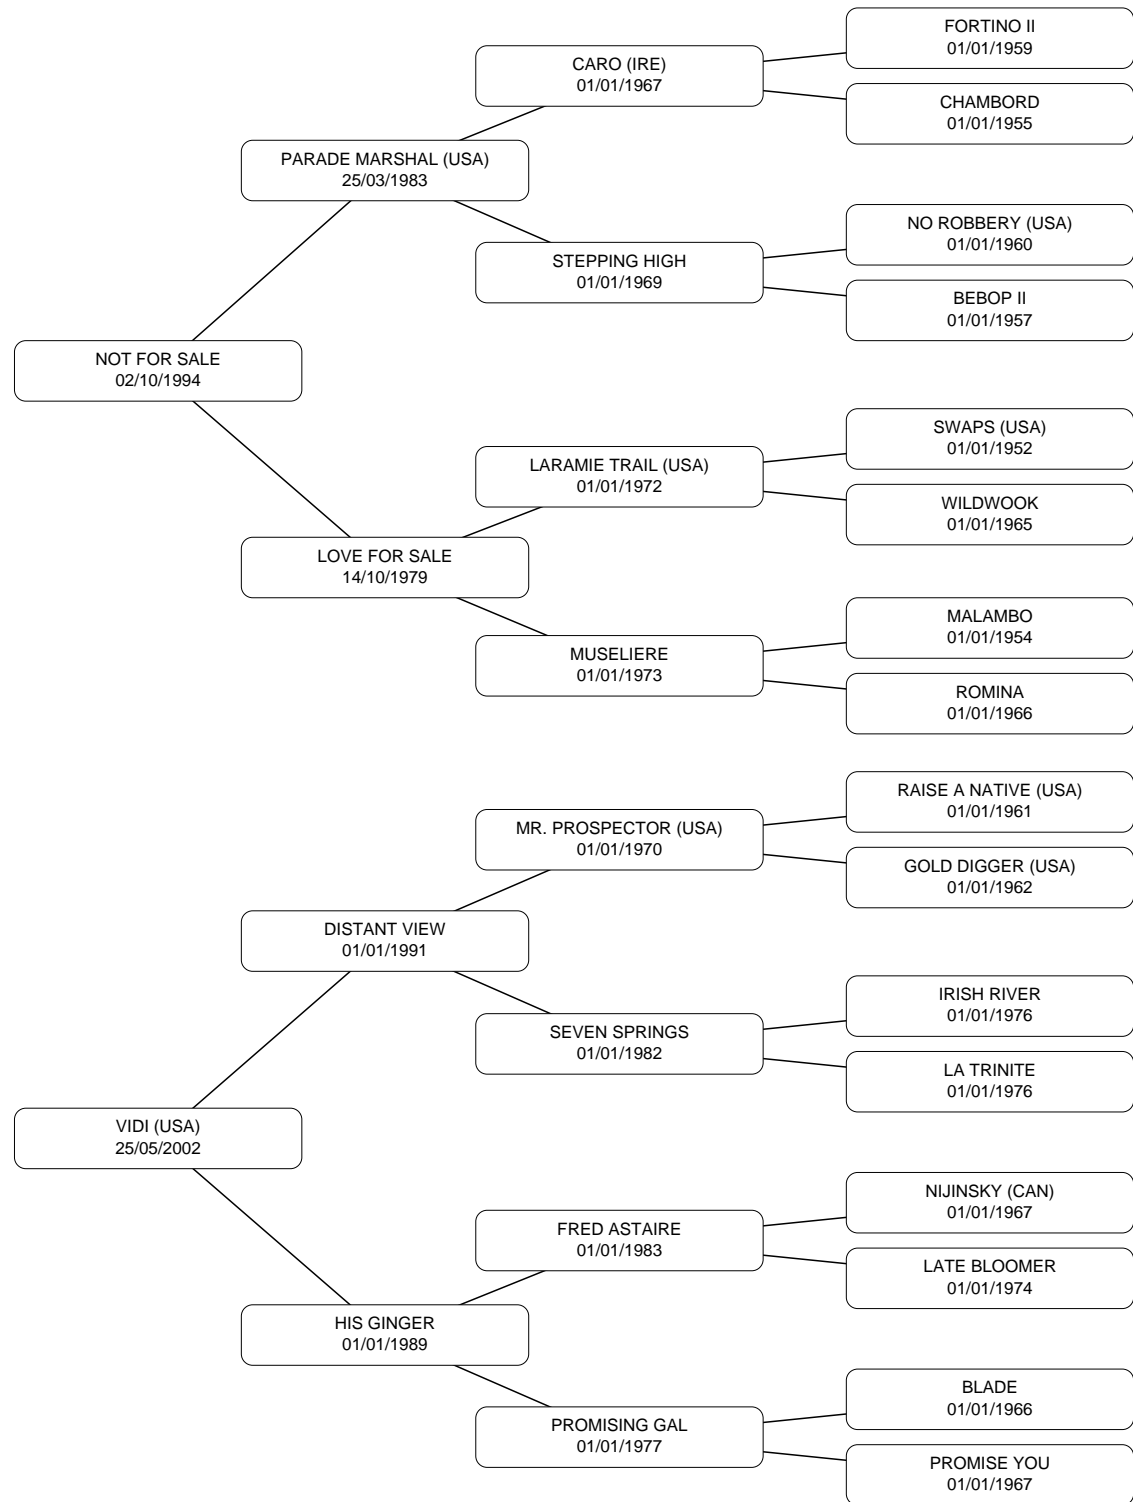 FORTINO II
01/01/1959
CARO (IRE)
01/01/1967
CHAMBORD
01/01/1955
PARADE MARSHAL (USA)
25/03/1983
NO ROBBERY (USA)
01/01/1960
STEPPING HIGH
01/01/1969
BEBOP II
01/01/1957
NOT FOR SALE
02/10/1994
SWAPS (USA)
01/01/1952
LARAMIE TRAIL (USA)
01/01/1972
WILDWOOK
01/01/1965
LOVE FOR SALE
14/10/1979
MALAMBO
01/01/1954
MUSELIERE
01/01/1973
ROMINA
01/01/1966
RAISE A NATIVE (USA)
01/01/1961
MR. PROSPECTOR (USA)
01/01/1970
GOLD DIGGER (USA)
01/01/1962
DISTANT VIEW
01/01/1991
IRISH RIVER
01/01/1976
SEVEN SPRINGS
01/01/1982
LA TRINITE
01/01/1976
VIDI (USA)
25/05/2002
NIJINSKY (CAN)
01/01/1967
FRED ASTAIRE
01/01/1983
LATE BLOOMER
01/01/1974
HIS GINGER
01/01/1989
BLADE
01/01/1966
PROMISING GAL
01/01/1977
PROMISE YOU
01/01/1967